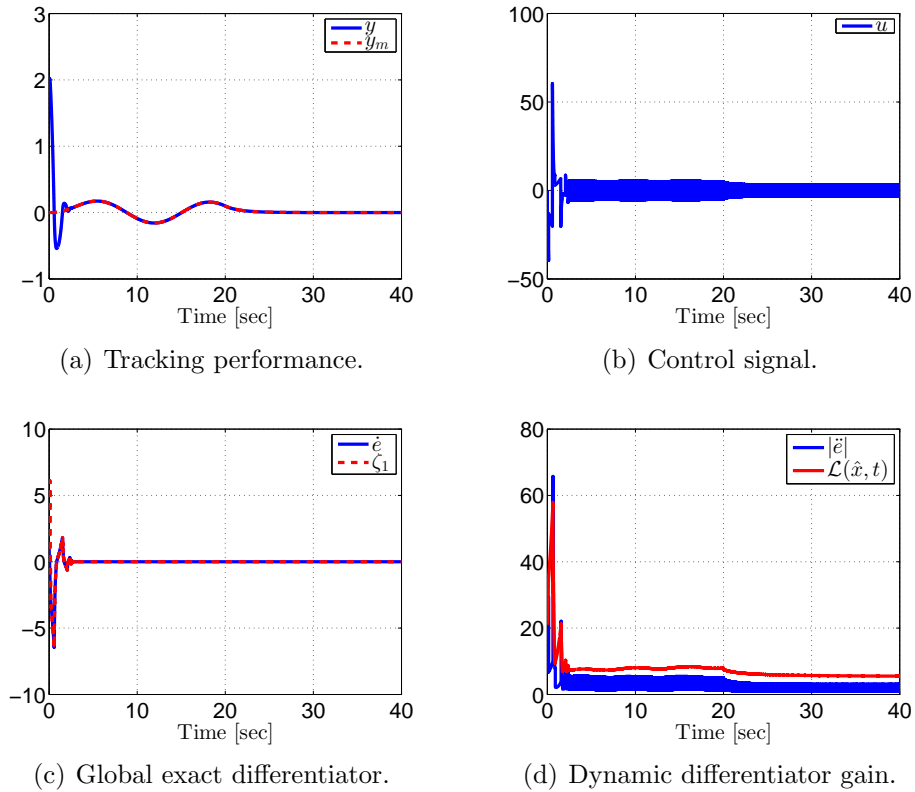 3
2
1
0
−1
0 10 20 30 40
Time [sec]
y
y_m
(a) Tracking performance.
100
50
0
−50
0 10 20 30 40
Time [sec]
u
(b) Control signal.
10
5
0
−5
−10
0 10 20 30 40
Time [sec]
ė
ζ₁
(c) Global exact differentiator.
80
60
40
20
0
0 10 20 30 40
Time [sec]
|ë|
ℒ(x̂, t)
(d) Dynamic differentiator gain.